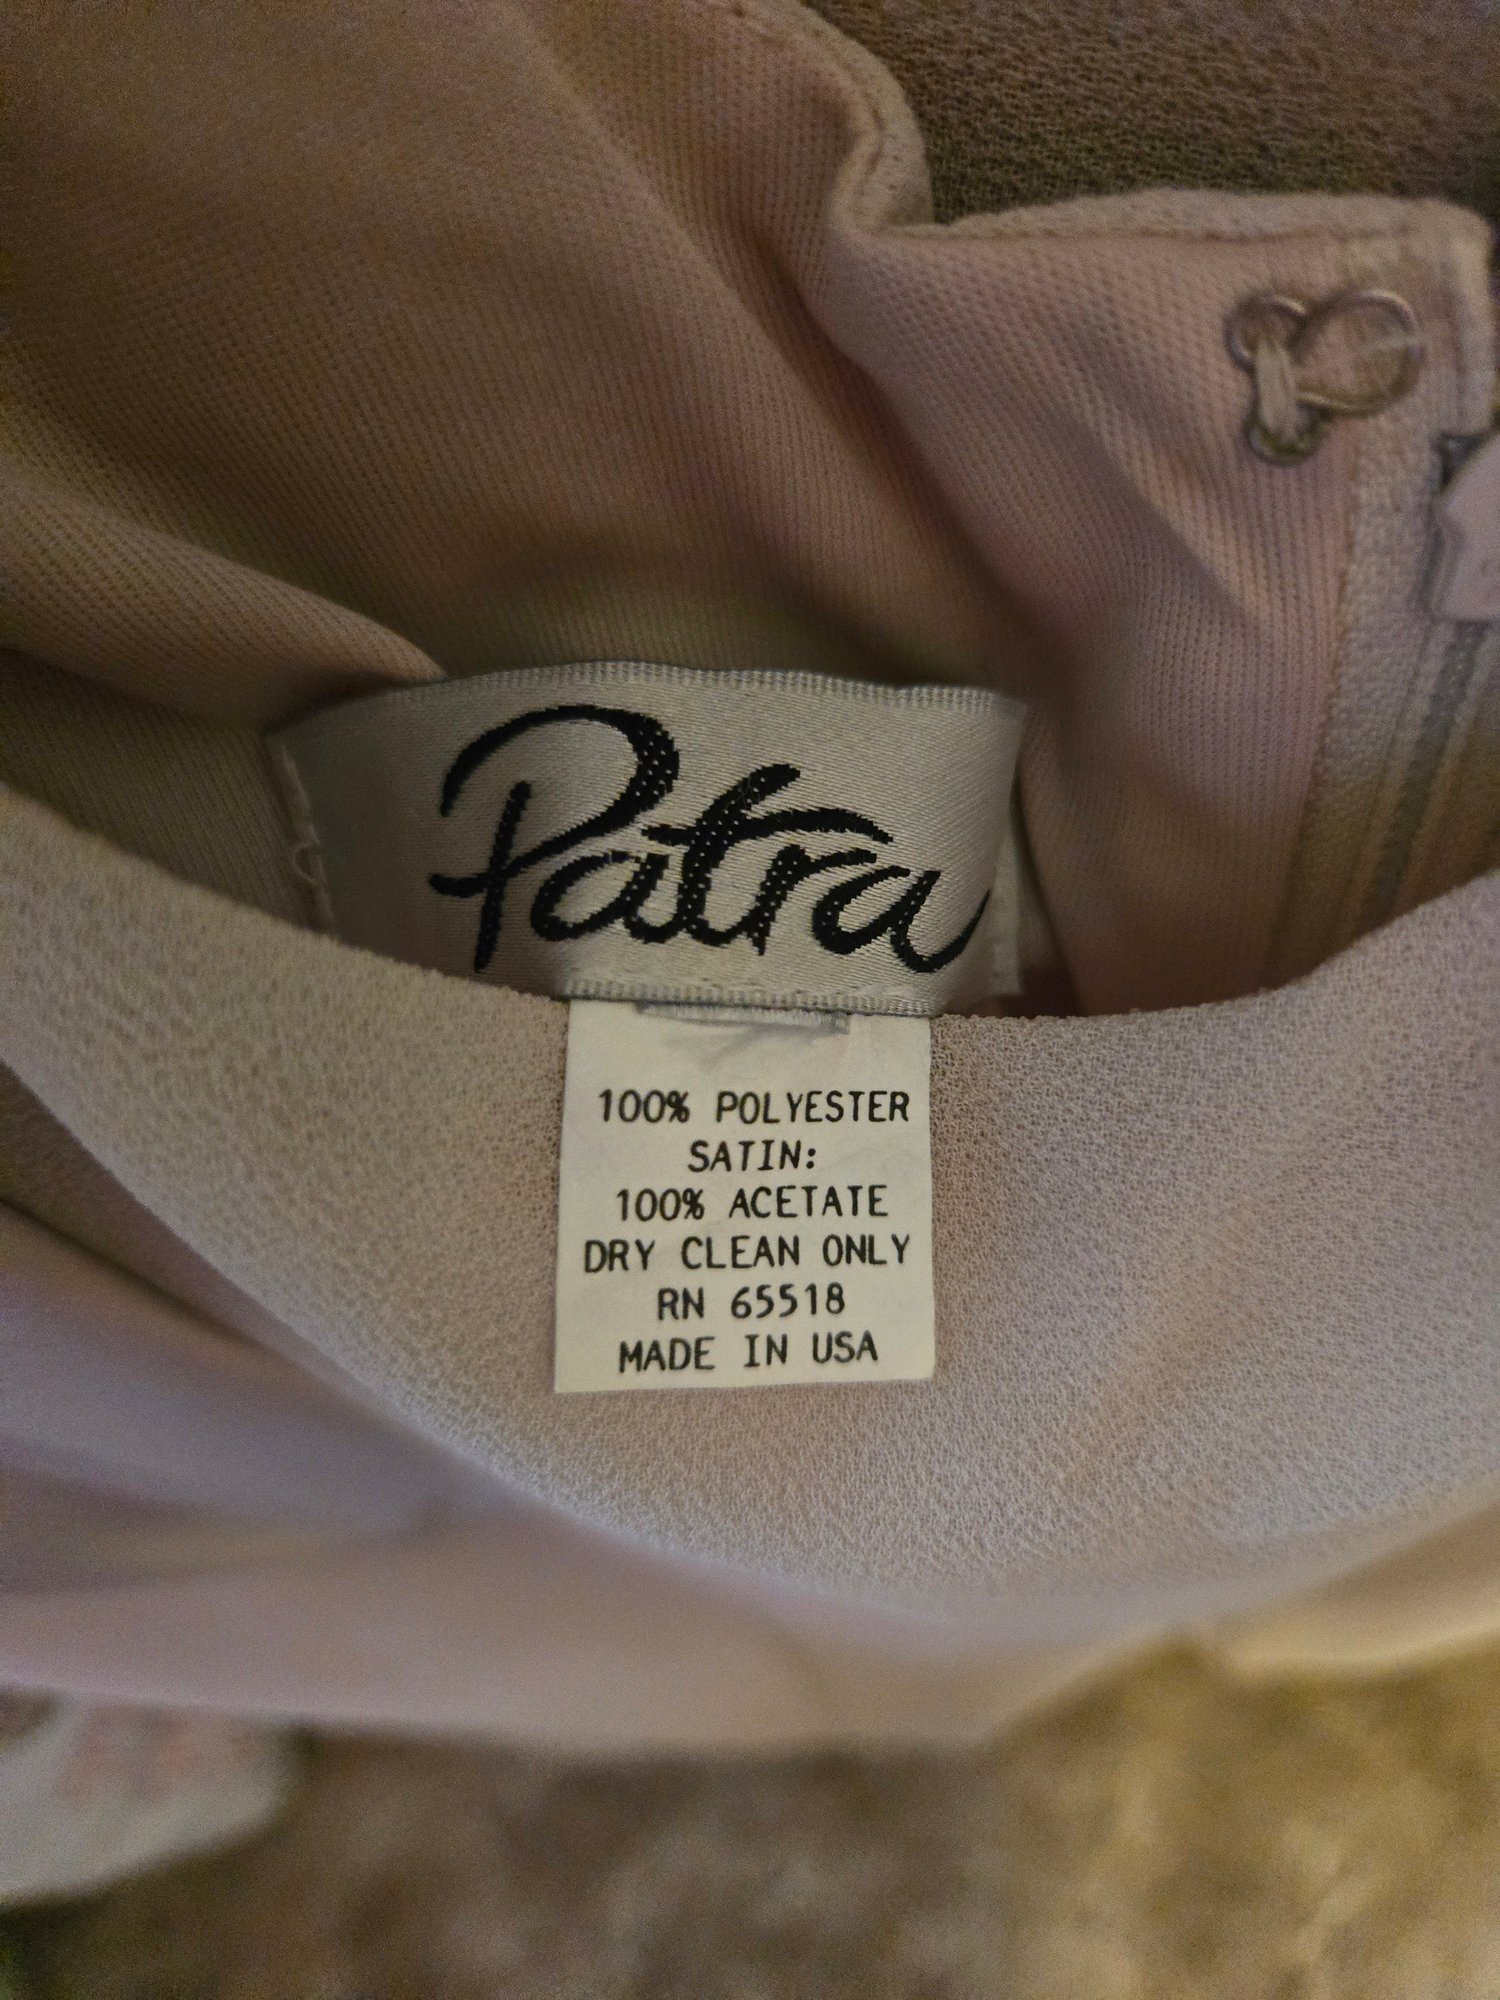 Patra
100% POLYESTER
SATIN:
100% ACETATE
DRY CLEAN ONLY
RN 65518
MADE IN USA